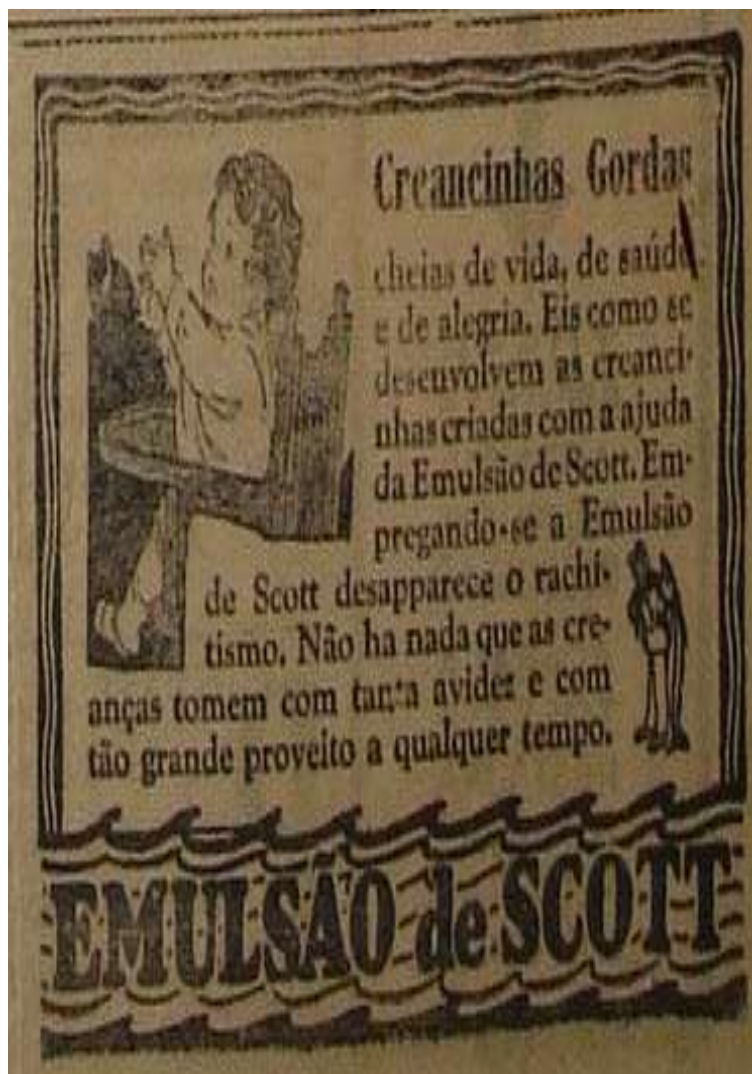 Creancinhas Gordas
cheias de vida, de saúde
e de alegria. Eis como se
desenvolvem as creanci-
nhas criadas com a ajuda
da Emulsão de Scott. Em-
pregando-se a Emulsão
de Scott desapparece o rachi-
tismo. Não ha nada que as cre-
anças tomem com tanta avidez e com
tão grande proveito a qualquer tempo.
EMULSÃO de SCOTT